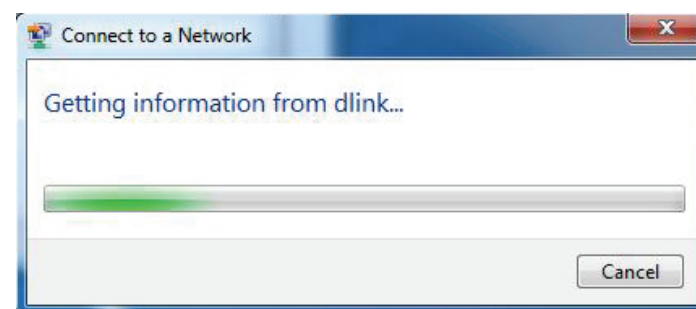 Connect to a Network
Getting information from dlink...
Cancel